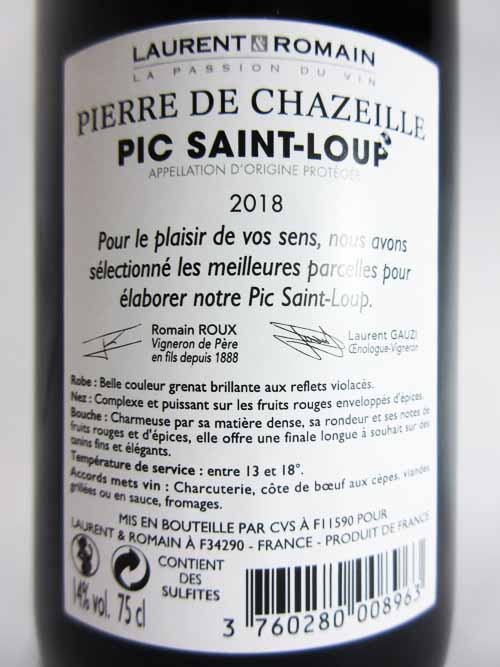 LAURENT & ROMAIN
LA PASSION DU VIN
PIERRE DE CHAZEILLE
PIC SAINT-LOUP
APPELLATION D'ORIGINE PROTÉGÉE
2018
Pour le plaisir de vos sens, nous avons
sélectionné les meilleures parcelles pour
élaborer notre Pic Saint-Loup.
Romain ROUX
Vigneron de Père
en fils depuis 1888
Laurent GAUZI
Œnologue-Vigneron
Robe : Belle couleur grenat brillante aux reflets violacés.
Nez : Complexe et puissant sur les fruits rouges enveloppés d'épices.
Bouche : Charmeuse par sa matière dense, sa rondeur et ses notes de
fruits rouges et d'épices, elle offre une finale longue à souhait sur des
tanins fins et élégants.
Température de service : entre 13 et 18°.
Accords mets vin : Charcuterie, côte de bœuf aux cèpes, viandes
grillées ou en sauce, fromages.
MIS EN BOUTEILLE PAR CVS À F11590 POUR
LAURENT & ROMAIN À F34290 - FRANCE - PRODUIT DE FRANCE
CONTIENT
DES
SULFITES
14% vol. 75 cl
3 760280 008963